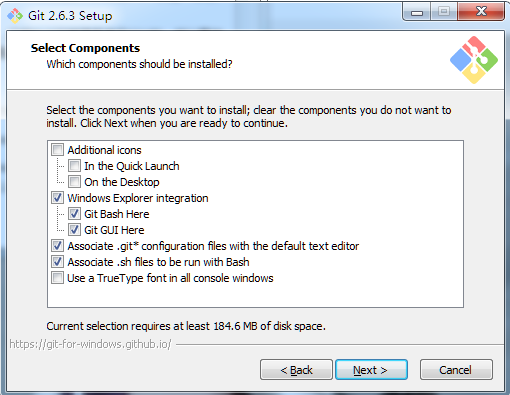 Git 2.6.3 Setup
Select Components
Which components should be installed?
Select the components you want to install; clear the components you do not want to
install. Click Next when you are ready to continue.
Additional icons
In the Quick Launch
On the Desktop
Windows Explorer integration
Git Bash Here
Git GUI Here
Associate .git* configuration files with the default text editor
Associate .sh files to be run with Bash
Use a TrueType font in all console windows
Current selection requires at least 184.6 MB of disk space.
https://git-for-windows.github.io/
< Back Next > Cancel